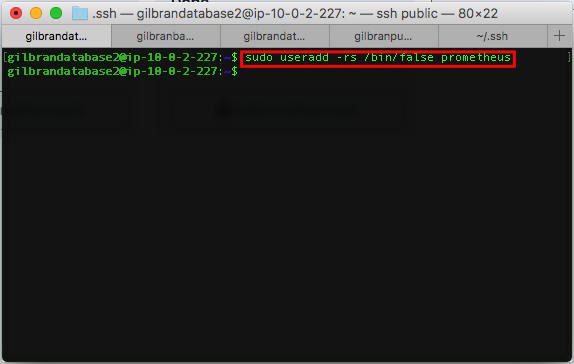 .ssh — gilbrandatabase2@ip-10-0-2-227: ~ — ssh public — 80×22
gilbrandat... gilbranba... gilbrandat... gilbranpu... ~/.ssh +
[gilbrandatabase2@ip-10-0-2-227:~$ sudo useradd -rs /bin/false prometheus ]
gilbrandatabase2@ip-10-0-2-227:~$